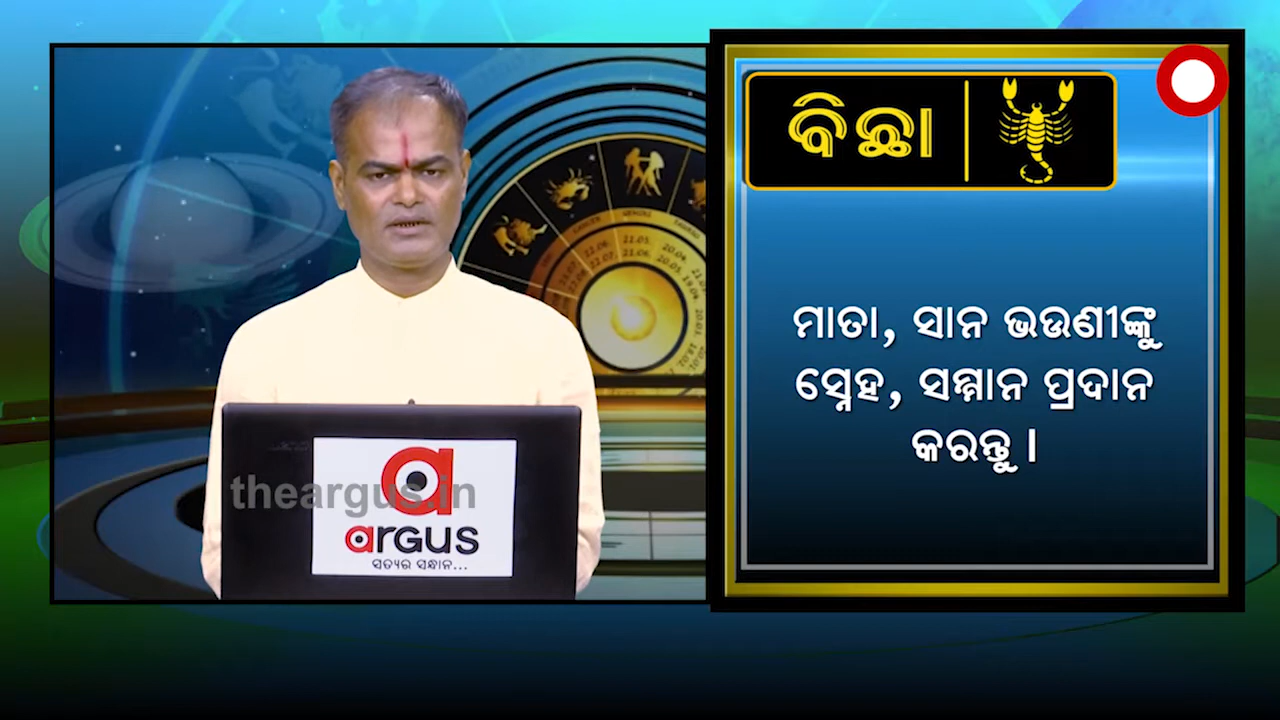 ବିଛା
ମାତା, ସାନ ଭଉଣୀଙ୍କୁ
ସ୍ନେହ, ସମ୍ମାନ ପ୍ରଦାନ
କରନ୍ତୁ।
theargus.in
a
argus
ସତ୍ୟର ସନ୍ଧାନ...